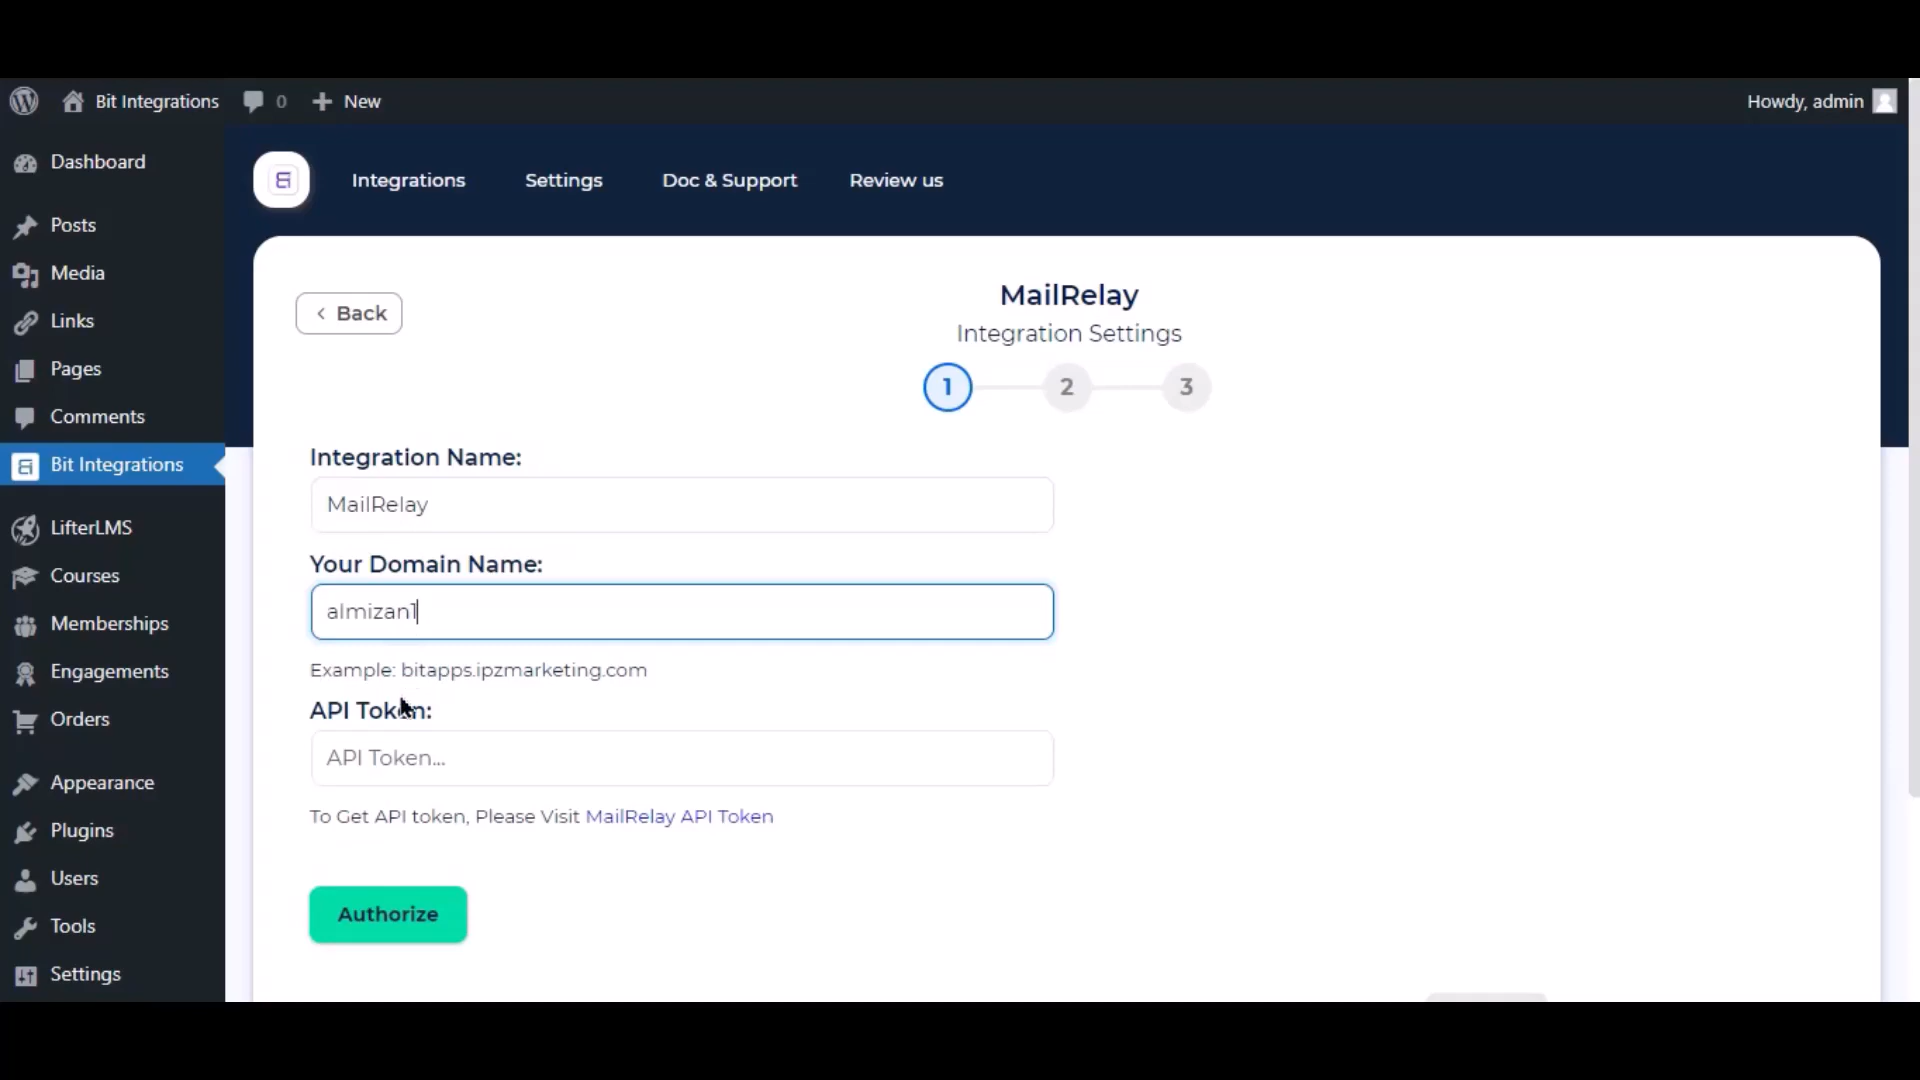 Bit Integrations
0
New
Howdy, admin
Dashboard
Posts
Media
Links
Pages
Comments
Bit Integrations
LifterLMS
Courses
Memberships
Engagements
Orders
Appearance
Plugins
Users
Tools
Settings
Integrations
Settings
Doc & Support
Review us
< Back
MailRelay
Integration Settings
1
2
3
Integration Name:
MailRelay
Your Domain Name:
almizan1
Example: bitapps.ipzmarketing.com
API Token:
API Token...
To Get API token, Please Visit MailRelay API Token
Authorize